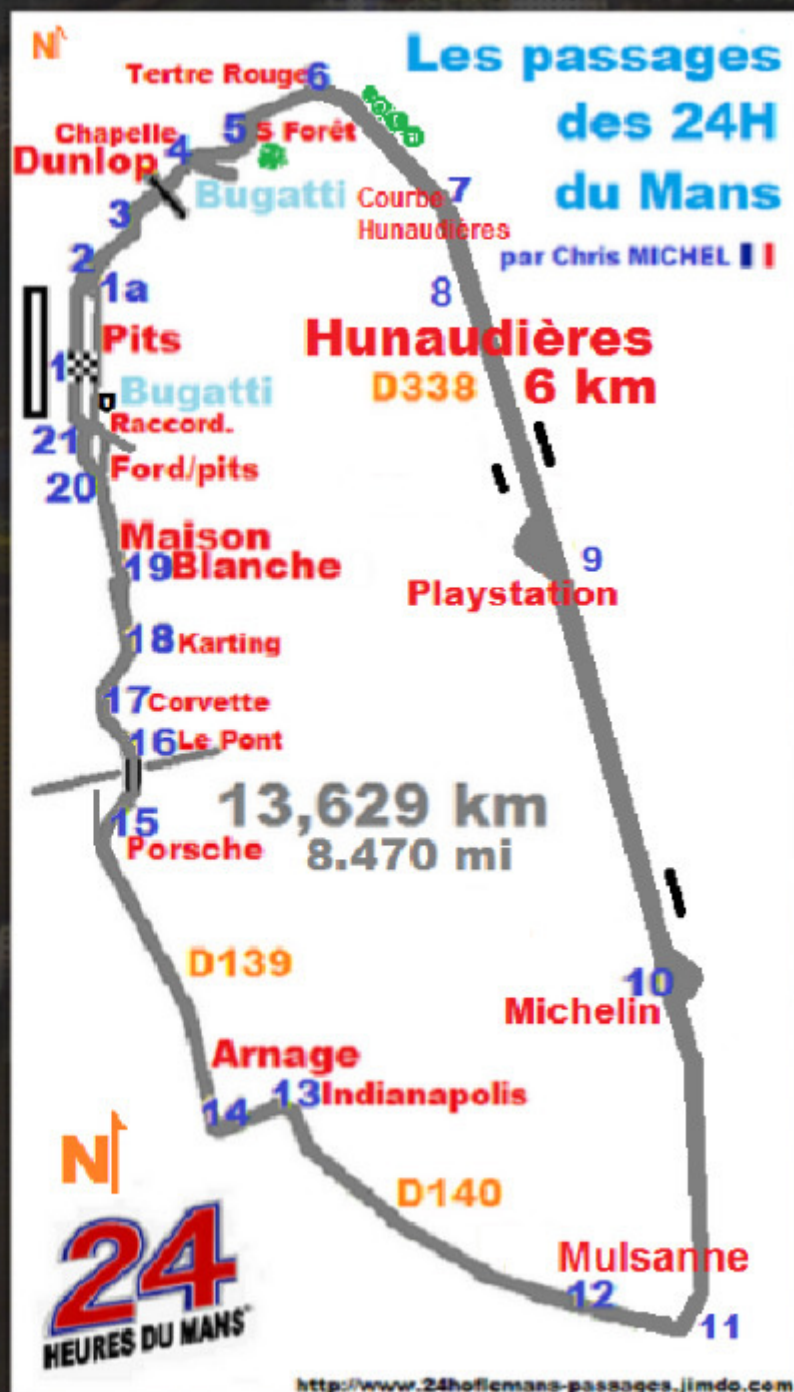 N
Les passages
des 24H
du Mans
par Chris MICHEL
Tertre Rouge
6
Chapelle
5
S Forêt
4
Dunlop
Bugatti
Courbe
Hunaudières
7
3
2
1a
8
Pits
Hunaudières
1
Bugatti
D338
6 km
Raccord.
21
Ford/pits
20
Maison
Blanche
19
9
Playstation
18
Karting
17
Corvette
16
Le Pont
13,629 km
8.470 mi
15
Porsche
D139
10
Michelin
Arnage
13
Indianapolis
14
N
D140
Mulsanne
12
11
24
HEURES DU MANS
http://www.24hoflemans-passages.jimdo.com